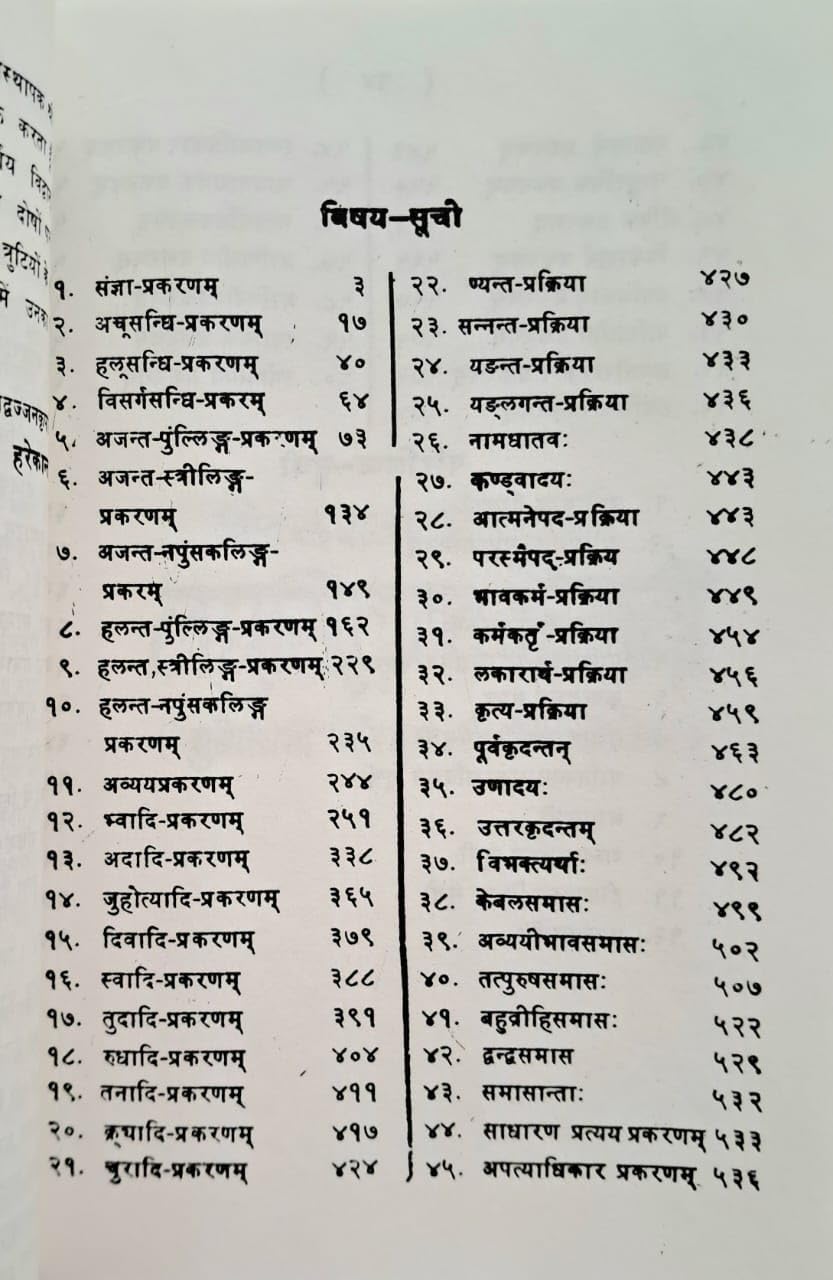 स्थापक
करता
दोषों
त्रुटियों
में
विषय–सूची
१. संज्ञा-प्रकरणम् ३
२. अच्सन्धि-प्रकरणम् १७
३. हल्सन्धि-प्रकरणम् ४०
४. विसर्गसन्धि-प्रकरम् ६४
५. अजन्त-पुंल्लिङ्ग-प्रकरणम् ७३
६. अजन्त-स्त्रीलिङ्ग-
प्रकरणम् १३४
७. अजन्त-नपुंसकलिङ्ग-
प्रकरम् १४९
८. हलन्त-पुंल्लिङ्ग-प्रकरणम् १६२
९. हलन्त,स्त्रीलिङ्ग-प्रकरणम् २२९
१०. हलन्त-नपुंसकलिङ्ग
प्रकरणम् २३५
११. अव्ययप्रकरणम् २४४
१२. भ्वादि-प्रकरणम् २५१
१३. अदादि-प्रकरणम् ३३८
१४. जुहोत्यादि-प्रकरणम् ३६५
१५. दिवादि-प्रकरणम् ३७९
१६. स्वादि-प्रकरणम् ३८८
१७. तुदादि-प्रकरणम् ३९१
१८. रुधादि-प्रकरणम् ४०४
१९. तनादि-प्रकरणम् ४११
२०. क्र्यादि-प्रकरणम् ४१७
२१. चुरादि-प्रकरणम् ४२४
२२. ण्यन्त-प्रक्रिया ४२७
२३. सन्नन्त-प्रक्रिया ४३०
२४. यङन्त-प्रक्रिया ४३३
२५. यङ्लगन्त-प्रक्रिया ४३६
२६. नामधातवः ४३८
२७. कण्ड्वादयः ४४३
२८. आत्मनेपद-प्रक्रिया ४४३
२९. परस्मैपद्-प्रक्रिय ४४८
३०. भावकर्म-प्रक्रिया ४४९
३१. कर्मकर्तृ-प्रक्रिया ४५४
३२. लकारार्थ-प्रक्रिया ४५६
३३. कृत्य-प्रक्रिया ४५९
३४. पूर्वकृदन्तन् ४६३
३५. उणादयः ४८०
३६. उत्तरकृदन्तम् ४८२
३७. विभक्त्यर्थाः ४९२
३८. केबलसमासः ४९९
३९. अव्ययीभावसमासः ५०२
४०. तत्पुरुषसमासः ५०७
४१. बहुव्रीहिसमासः ५२२
४२. द्वन्द्वसमास ५२९
४३. समासान्ताः ५३२
४४. साधारण प्रत्यय प्रकरणम् ५३३
४५. अपत्याधिकार प्रकरणम् ५३६